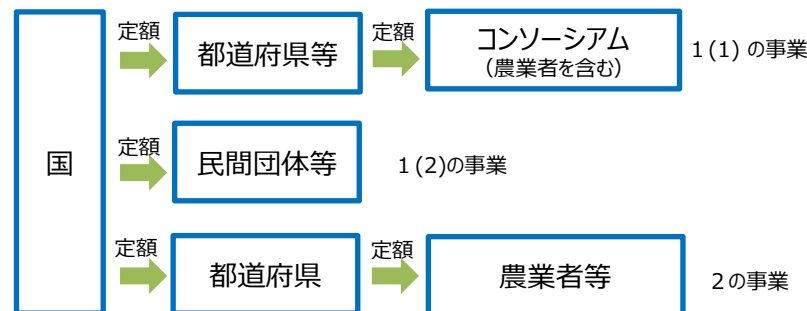 定額
都道府県等
定額
コンソーシアム
(農業者を含む)
1(1) の事業
国
定額
民間団体等
1(2)の事業
定額
都道府県
定額
農業者等
2の事業